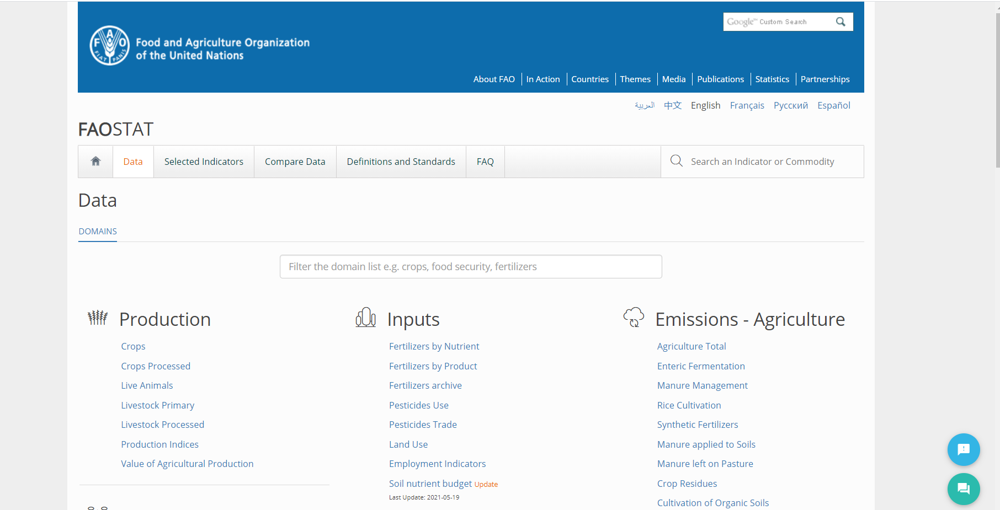 Google™ Custom Search
FAO
FIAT PANIS
Food and Agriculture Organization
of the United Nations
About FAO
In Action
Countries
Themes
Media
Publications
Statistics
Partnerships
العربية 中文 English Français Русский Español
FAOSTAT
Data
Selected Indicators
Compare Data
Definitions and Standards
FAQ
Search an Indicator or Commodity
Data
DOMAINS
Filter the domain list e.g. crops, food security, fertilizers
Production
Crops
Crops Processed
Live Animals
Livestock Primary
Livestock Processed
Production Indices
Value of Agricultural Production
Inputs
Fertilizers by Nutrient
Fertilizers by Product
Fertilizers archive
Pesticides Use
Pesticides Trade
Land Use
Employment Indicators
Soil nutrient budget Update
Last Update: 2021-05-19
Emissions - Agriculture
Agriculture Total
Enteric Fermentation
Manure Management
Rice Cultivation
Synthetic Fertilizers
Manure applied to Soils
Manure left on Pasture
Crop Residues
Cultivation of Organic Soils